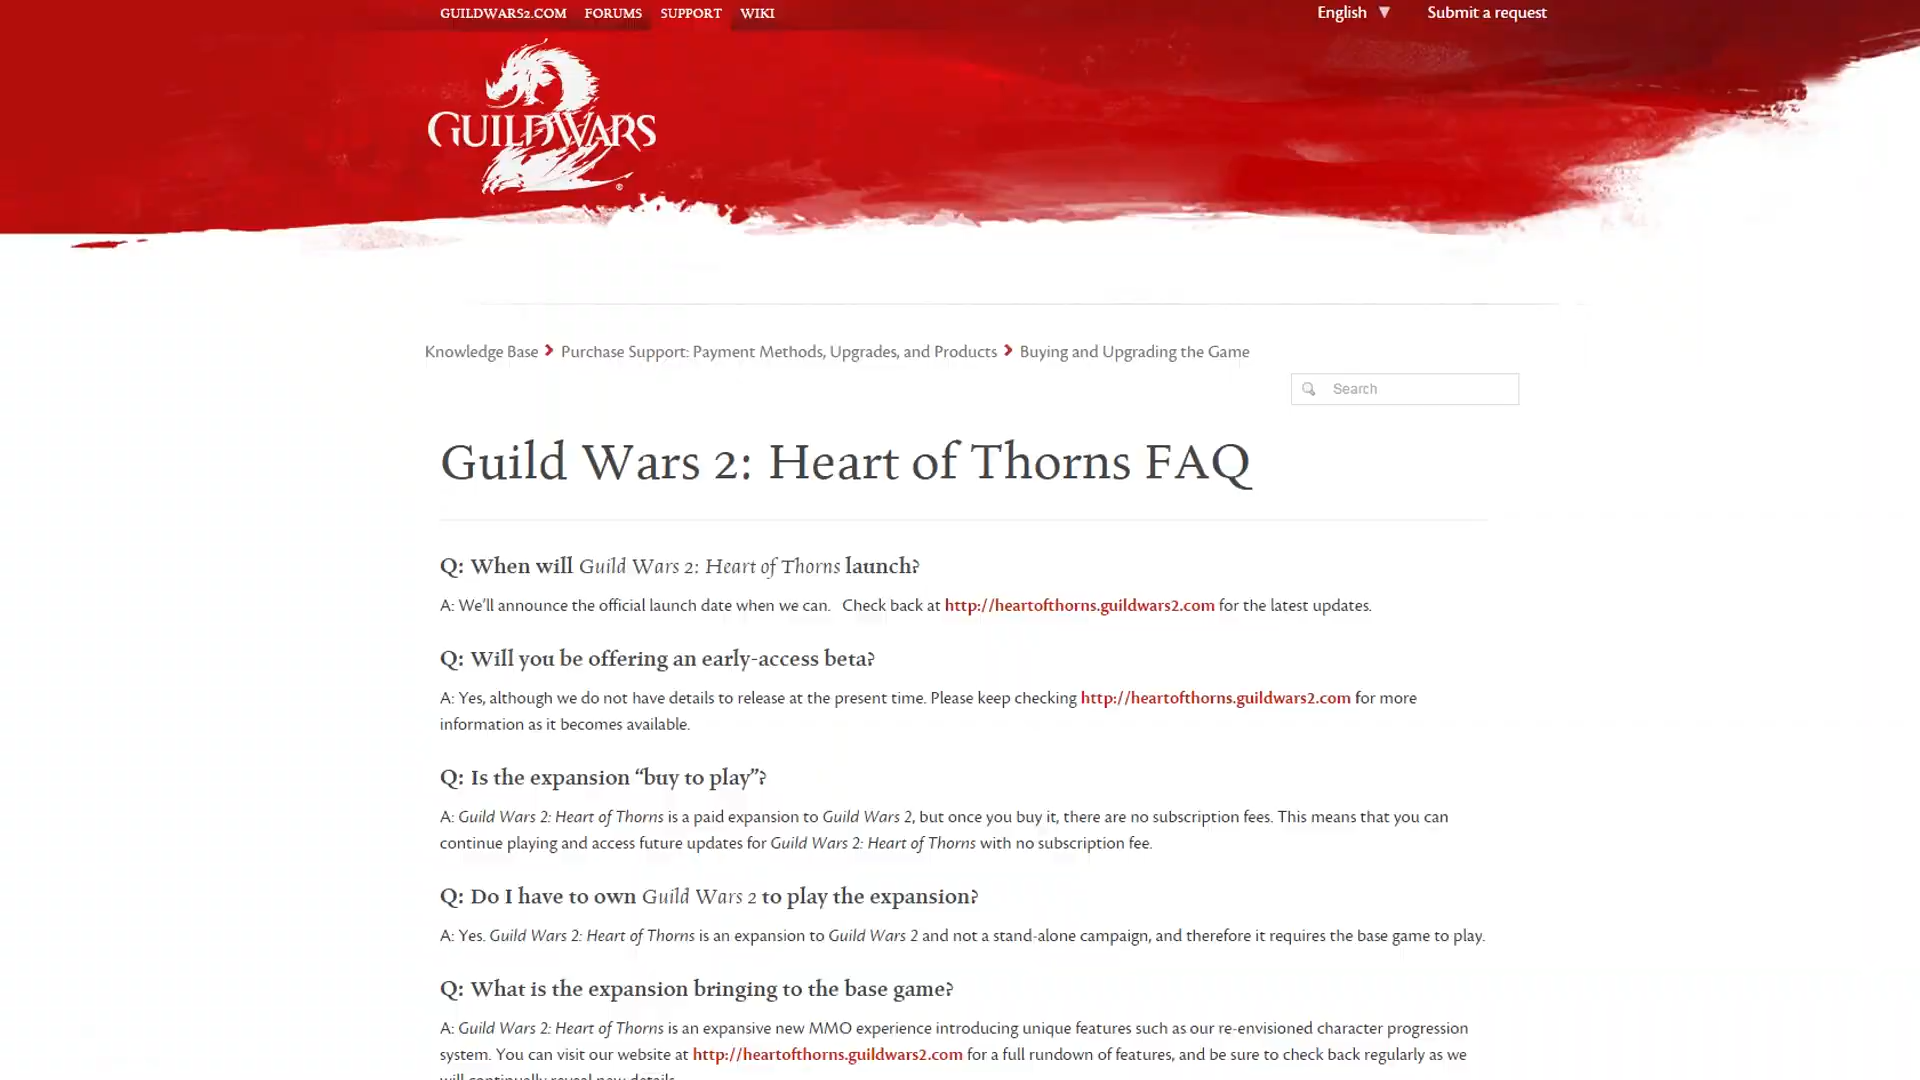 GUILDWARS2.COM FORUMS SUPPORT WIKI English ▼ Submit a request
GUILD WARS 2
Knowledge Base > Purchase Support: Payment Methods, Upgrades, and Products > Buying and Upgrading the Game
Search
Guild Wars 2: Heart of Thorns FAQ
Q: When will Guild Wars 2: Heart of Thorns launch?
A: We’ll announce the official launch date when we can. Check back at http://heartofthorns.guildwars2.com for the latest updates.
Q: Will you be offering an early-access beta?
A: Yes, although we do not have details to release at the present time. Please keep checking http://heartofthorns.guildwars2.com for more
information as it becomes available.
Q: Is the expansion “buy to play”?
A: Guild Wars 2: Heart of Thorns is a paid expansion to Guild Wars 2, but once you buy it, there are no subscription fees. This means that you can
continue playing and access future updates for Guild Wars 2: Heart of Thorns with no subscription fee.
Q: Do I have to own Guild Wars 2 to play the expansion?
A: Yes. Guild Wars 2: Heart of Thorns is an expansion to Guild Wars 2 and not a stand-alone campaign, and therefore it requires the base game to play.
Q: What is the expansion bringing to the base game?
A: Guild Wars 2: Heart of Thorns is an expansive new MMO experience introducing unique features such as our re-envisioned character progression
system. You can visit our website at http://heartofthorns.guildwars2.com for a full rundown of features, and be sure to check back regularly as we
will continually reveal new details.